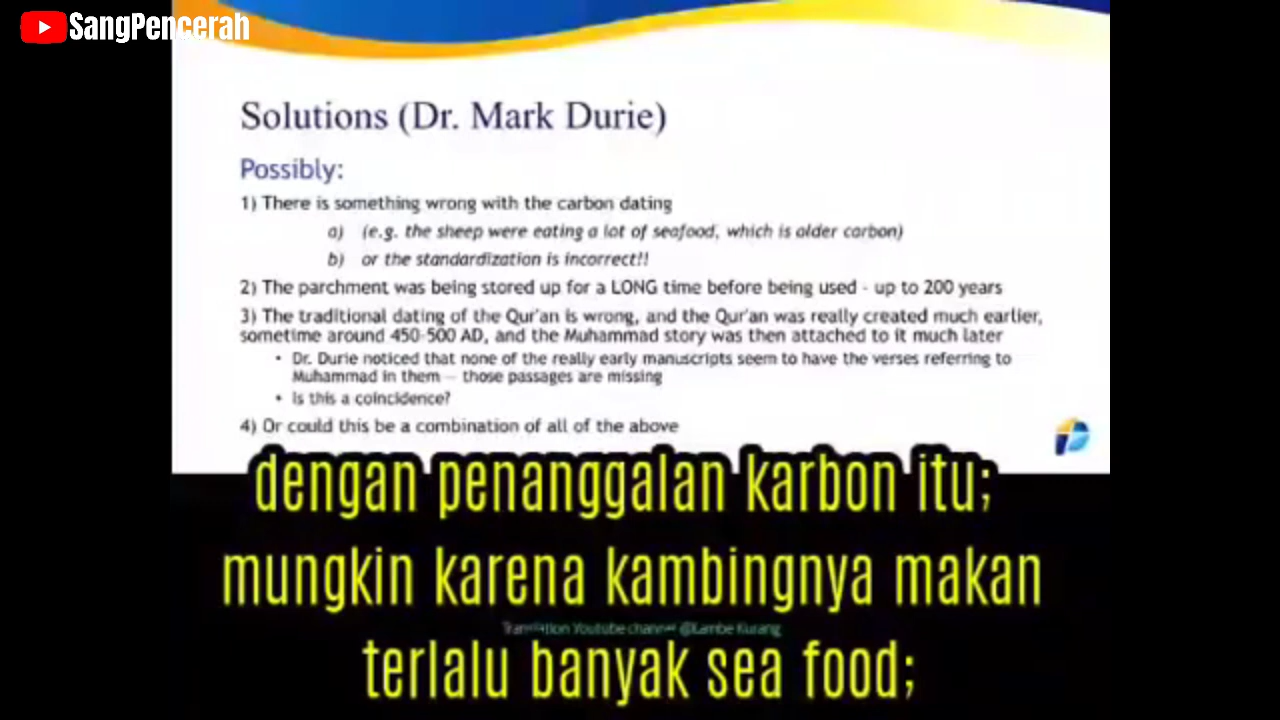 SangPencerah
Solutions (Dr. Mark Durie)
Possibly:
1) There is something wrong with the carbon dating
a) (e.g. the sheep were eating a lot of seafood, which is older carbon)
b) or the standardization is incorrect!!
2) The parchment was being stored up for a LONG time before being used - up to 200 years
3) The traditional dating of the Qur'an is wrong, and the Qur'an was really created much earlier,
sometime around 450-500 AD, and the Muhammad story was then attached to it much later
• Dr. Durie noticed that none of the really early manuscripts seem to have the verses referring to
Muhammad in them – those passages are missing
• Is this a coincidence?
4) Or could this be a combination of all of the above
dengan penanggalan karbon itu;
mungkin karena kambingnya makan
Translation Youtube channel @Lambe Kurang
terlalu banyak sea food;